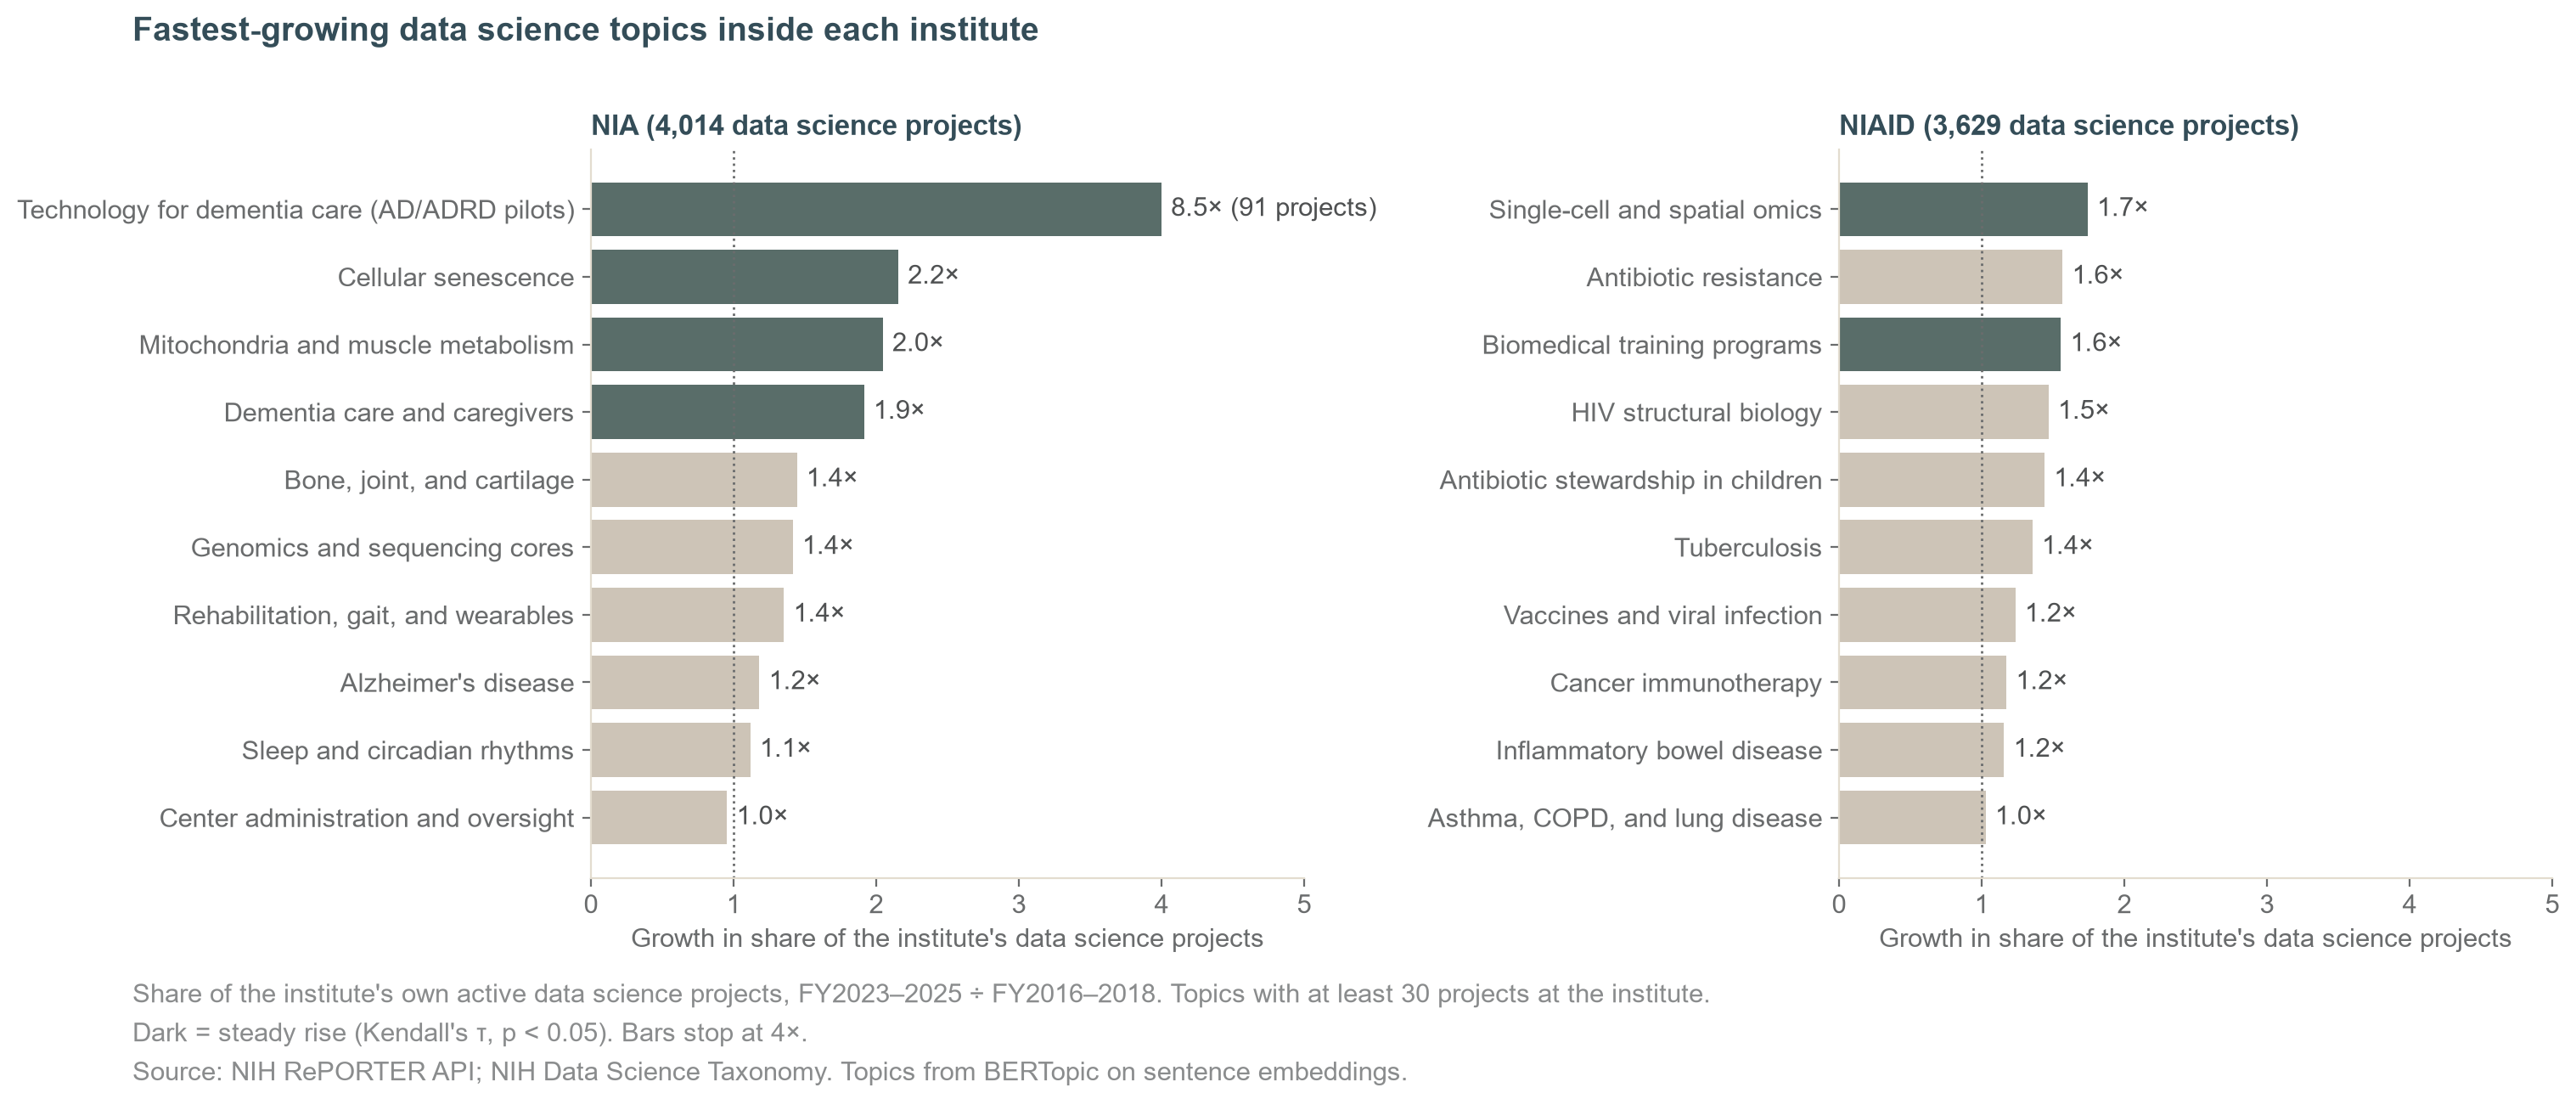 Fastest-growing data science topics inside each institute
NIA (4,014 data science projects)
Technology for dementia care (AD/ADRD pilots)
8.5× (91 projects)
Cellular senescence
2.2×
Mitochondria and muscle metabolism
2.0×
Dementia care and caregivers
1.9×
Bone, joint, and cartilage
1.4×
Genomics and sequencing cores
1.4×
Rehabilitation, gait, and wearables
1.4×
Alzheimer's disease
1.2×
Sleep and circadian rhythms
1.1×
Center administration and oversight
1.0×
0 1 2 3 4 5
Growth in share of the institute's data science projects
NIAID (3,629 data science projects)
Single-cell and spatial omics
1.7×
Antibiotic resistance
1.6×
Biomedical training programs
1.6×
HIV structural biology
1.5×
Antibiotic stewardship in children
1.4×
Tuberculosis
1.4×
Vaccines and viral infection
1.2×
Cancer immunotherapy
1.2×
Inflammatory bowel disease
1.2×
Asthma, COPD, and lung disease
1.0×
0 1 2 3 4 5
Growth in share of the institute's data science projects
Share of the institute's own active data science projects, FY2023–2025 ÷ FY2016–2018. Topics with at least 30 projects at the institute.
Dark = steady rise (Kendall's τ, p < 0.05). Bars stop at 4×.
Source: NIH RePORTER API; NIH Data Science Taxonomy. Topics from BERTopic on sentence embeddings.